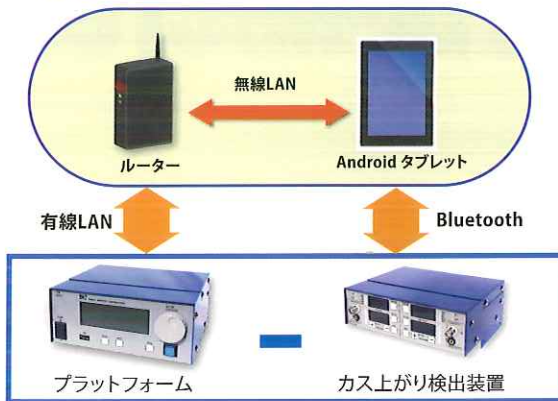 無線LAN
ルーター
Android タブレット
有線LAN
Bluetooth
プラットフォーム
カス上がり検出装置